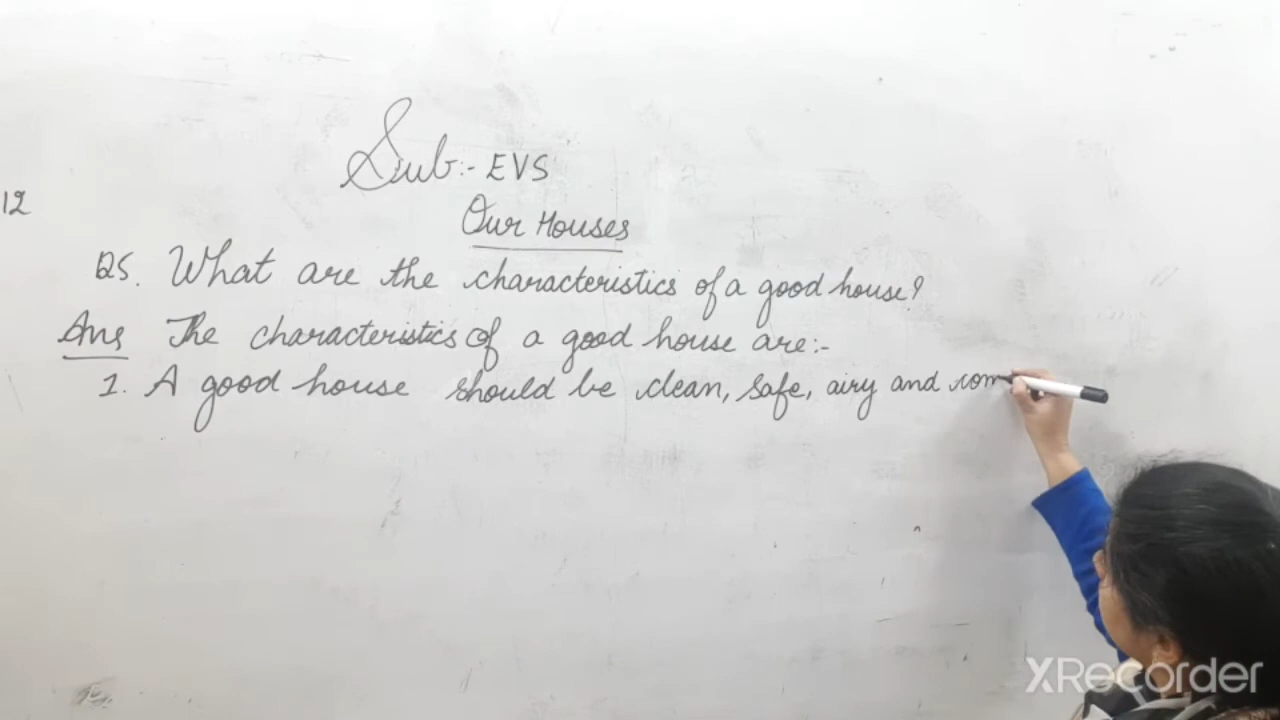 Sub:- EVS
12
Our Houses
Q5. What are the characteristics of a good house?
Ans The characteristics of a good house are:-
1. A good house should be clean, safe, airy and com
XRecorder